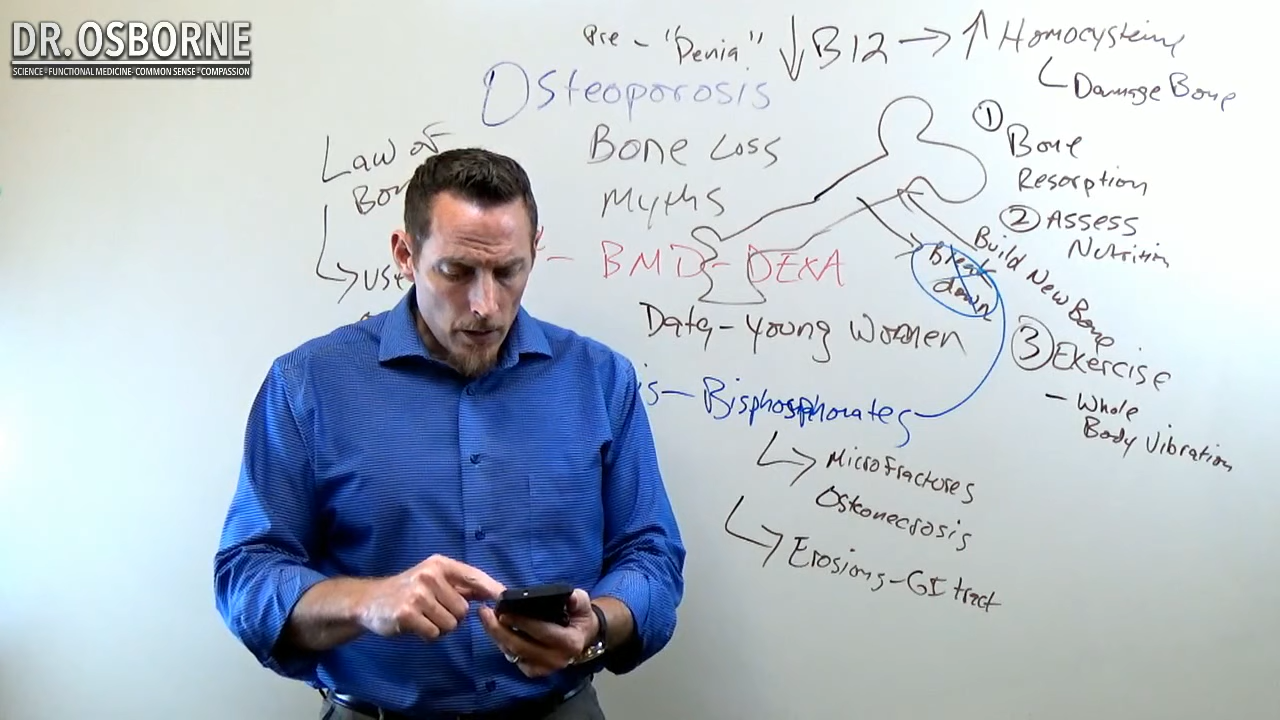 DR. OSBORNE
SCIENCE - FUNCTIONAL MEDICINE - COMMON SENSE - COMPASSION
Pre - "Penia" ↓ B12 → ↑ Homocysteine
Damage Bone
Osteoporosis
Bone Loss
Myths
Law of
Bon
→ Us
BMD - DEXA
Data - Young Women
is - Bisphosphonates
→ Microfractures
Osteonecrosis
→ Erosions - GI tract
Break
down
Build New Bone
① Bone
Resorption
② Assess
Nutrition
③ Exercise
- Whole
Body Vibration